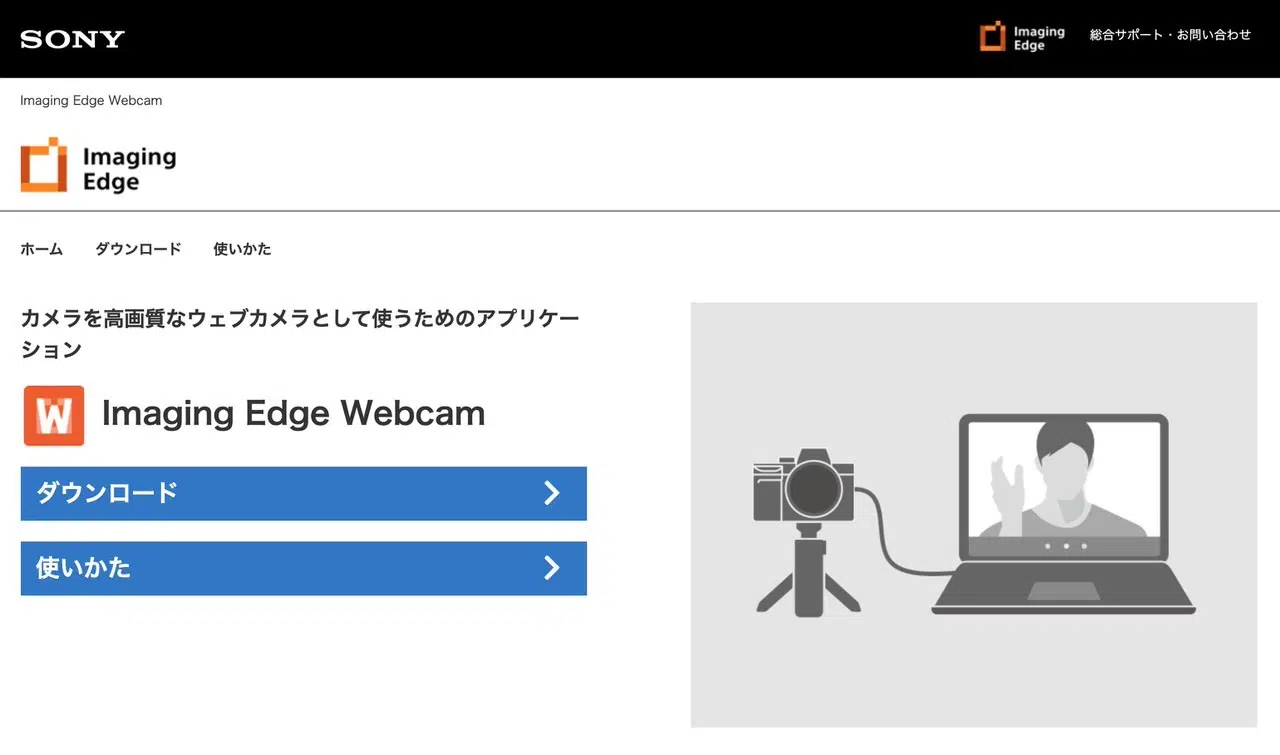 SONY
Imaging
Edge
総合サポート・お問い合わせ
Imaging Edge Webcam
Imaging
Edge
ホーム
ダウンロード
使いかた
カメラを高画質なウェブカメラとして使うためのアプリケー
ション
W
Imaging Edge Webcam
ダウンロード
使いかた